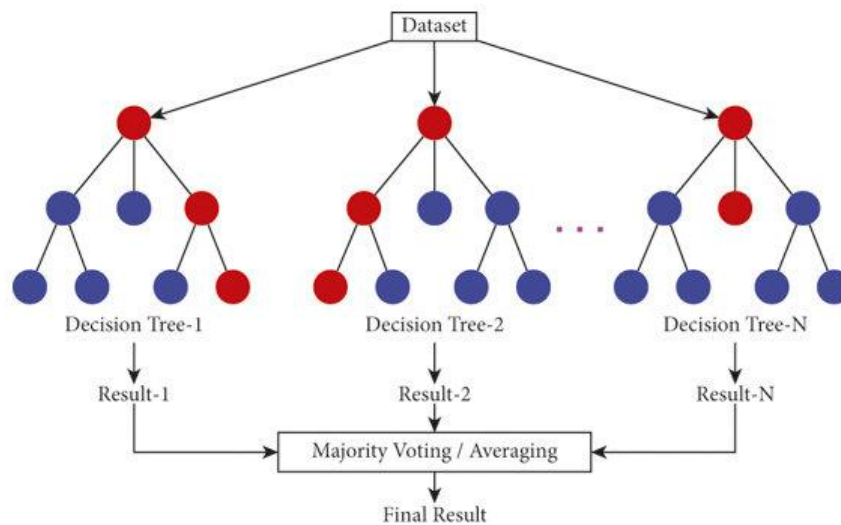 Dataset
Decision Tree-1
Decision Tree-2
Decision Tree-N
Result-1
Result-2
Result-N
Majority Voting / Averaging
Final Result